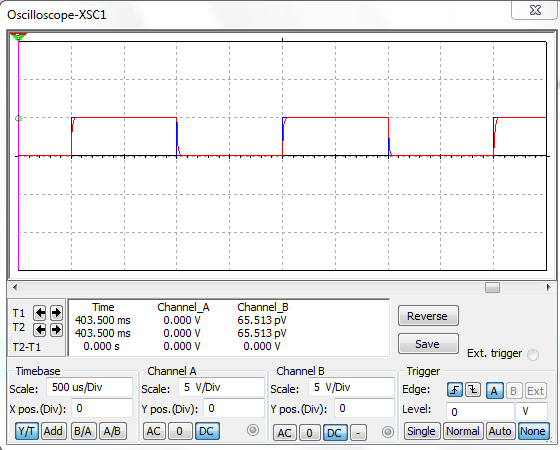 Oscilloscope-XSC1
T1
T2
T2-T1
Time Channel_A Channel_B
403.500 ms 0.000 V 65.513 pV
403.500 ms 0.000 V 65.513 pV
0.000 s 0.000 V 0.000 V
Reverse
Save
Ext. trigger
Timebase
Scale: 500 us/Div
X pos.(Div): 0
Y/T Add B/A A/B
Channel A
Scale: 5 V/Div
Y pos.(Div): 0
AC 0 DC
Channel B
Scale: 5 V/Div
Y pos.(Div): 0
AC 0 DC -
Trigger
Edge: A B Ext
Level: 0 V
Single Normal Auto None